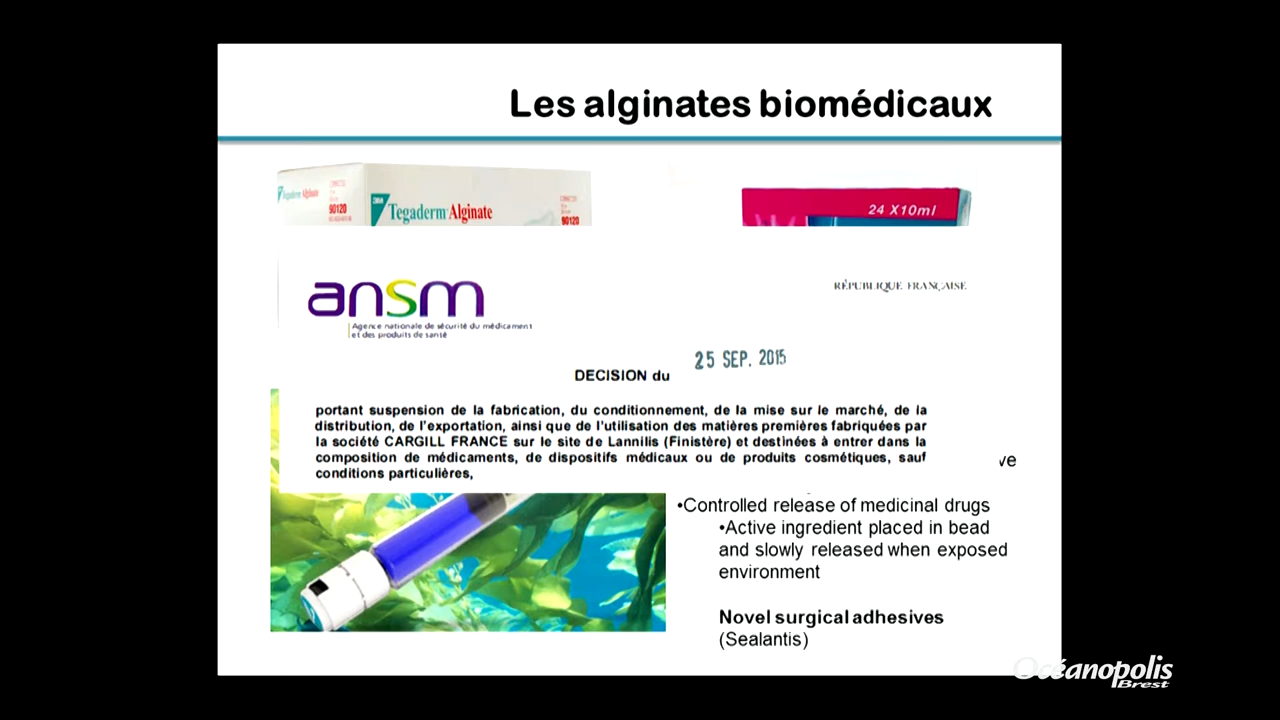 Les alginates biomédicaux
Tegaderm Alginate
90120
3M
Tegaderm Alginate
90120
24 X10ml
ansm
Agence nationale de sécurité du médicament
et des produits de santé
RÉPUBLIQUE FRANÇAISE
25 SEP. 2015
DECISION du
portant suspension de la fabrication, du conditionnement, de la mise sur le marché, de la
distribution, de l'exportation, ainsi que de l'utilisation des matières premières fabriquées par
la société CARGILL FRANCE sur le site de Lannilis (Finistère) et destinées à entrer dans la
composition de médicaments, de dispositifs médicaux ou de produits cosmétiques, sauf
conditions particulières,
ve
•Controlled release of medicinal drugs
•Active ingredient placed in bead
and slowly released when exposed
environment
Novel surgical adhesives
(Sealantis)
Océanopolis
Brest